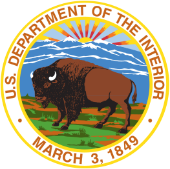 U.S. DEPARTMENT OF THE INTERIOR
MARCH 3, 1849